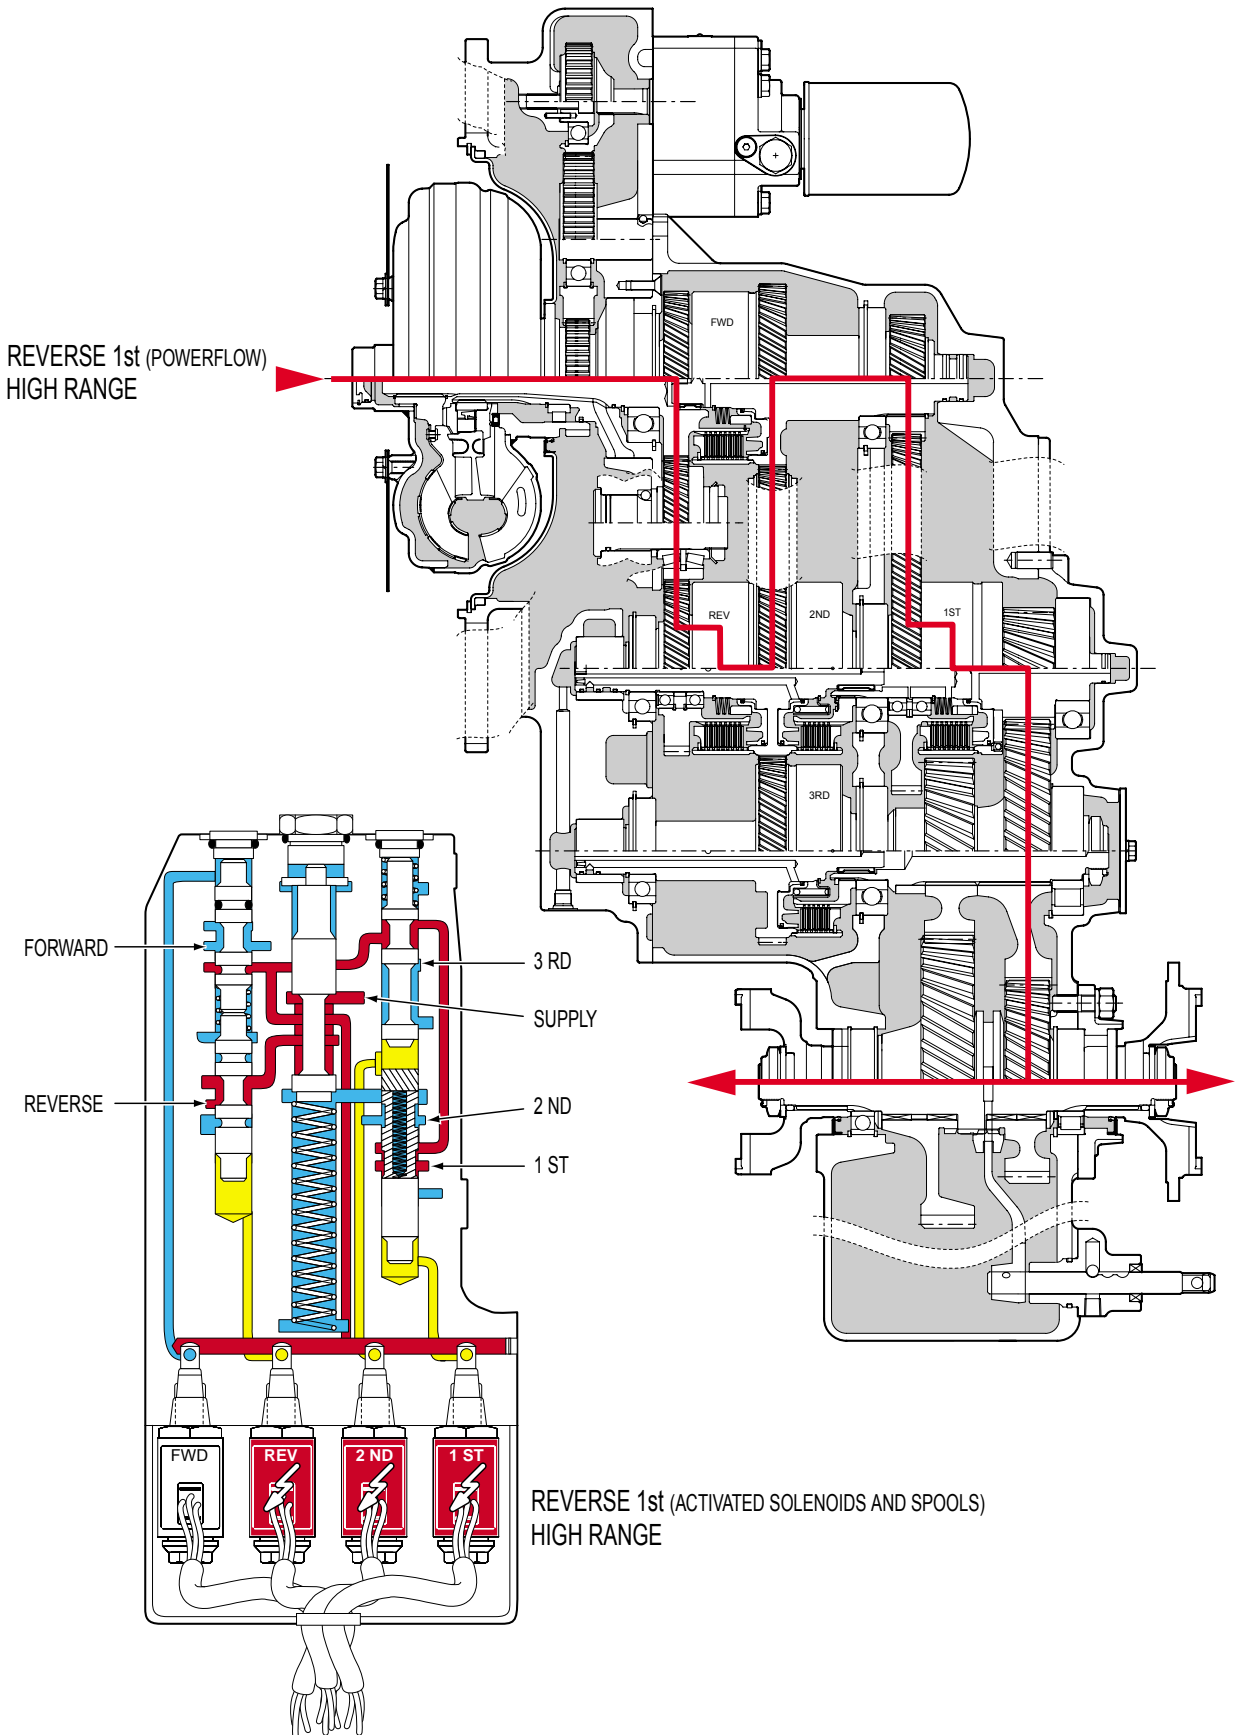 FWD
REVERSE 1st (POWERFLOW)
HIGH RANGE
REV
2ND
1ST
3RD
FORWARD
3 RD
SUPPLY
REVERSE
2 ND
1 ST
FWD
REV
2 ND
1 ST
REVERSE 1st (ACTIVATED SOLENOIDS AND SPOOLS)
HIGH RANGE